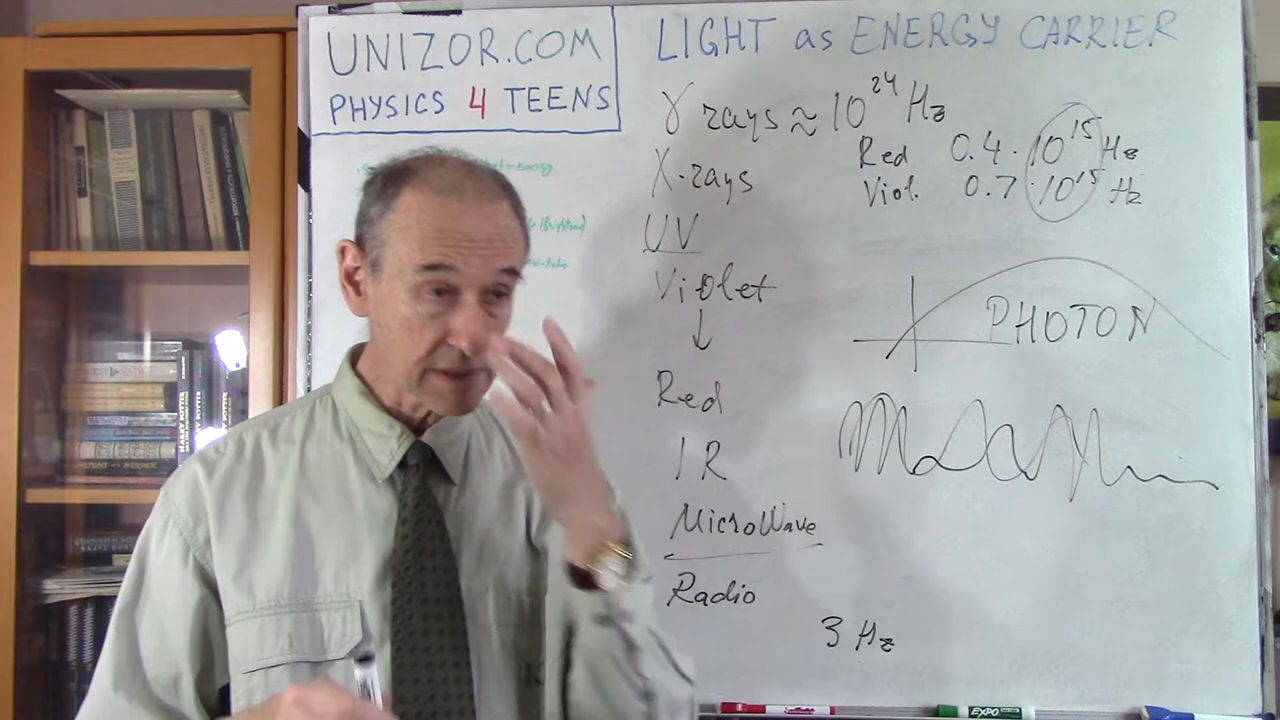 UNIZOR.COM
PHYSICS 4 TEENS
LIGHT as ENERGY CARRIER
γ rays ≈ 10²⁴ Hz
X-rays
UV
Violet
↓
Red
IR
MicroWave
Radio
3 Hz
Red 0.4 · 10¹⁵ Hz
Viol. 0.7 · 10¹⁵ Hz
PHOTON
EXPO